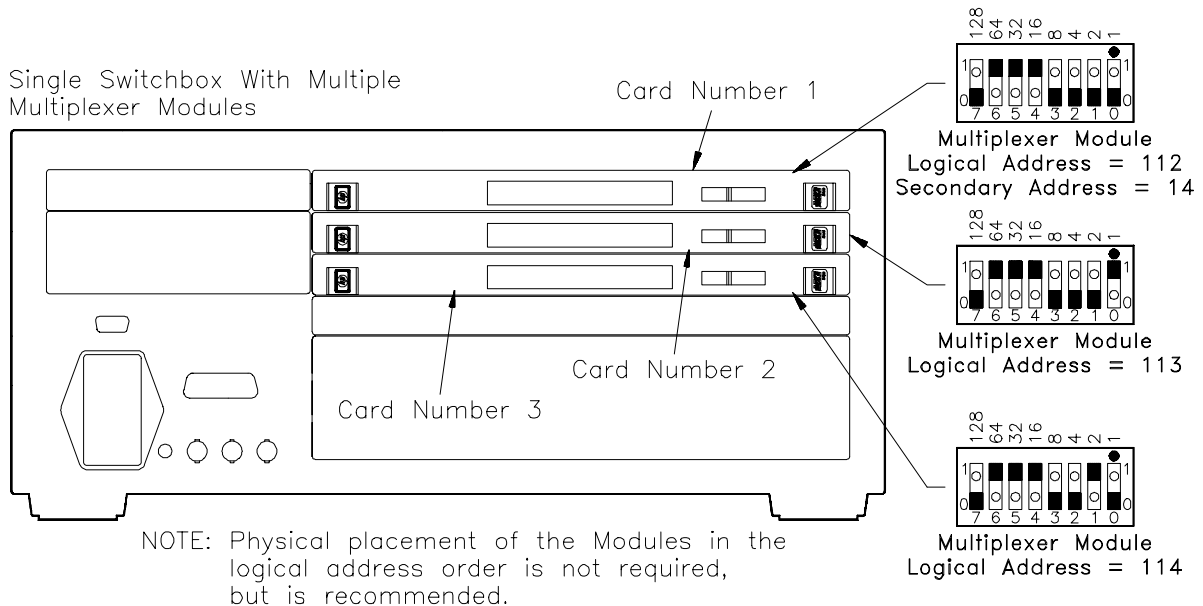 Single Switchbox With Multiple
Multiplexer Modules
Card Number 1
Card Number 2
Card Number 3
128 64 32 16 8 4 2 1
1 1
0 0
7 6 5 4 3 2 1 0
Multiplexer Module
Logical Address = 112
Secondary Address = 14
128 64 32 16 8 4 2 1
1 1
0 0
7 6 5 4 3 2 1 0
Multiplexer Module
Logical Address = 113
128 64 32 16 8 4 2 1
1 1
0 0
7 6 5 4 3 2 1 0
Multiplexer Module
Logical Address = 114
NOTE: Physical placement of the Modules in the
logical address order is not required,
but is recommended.